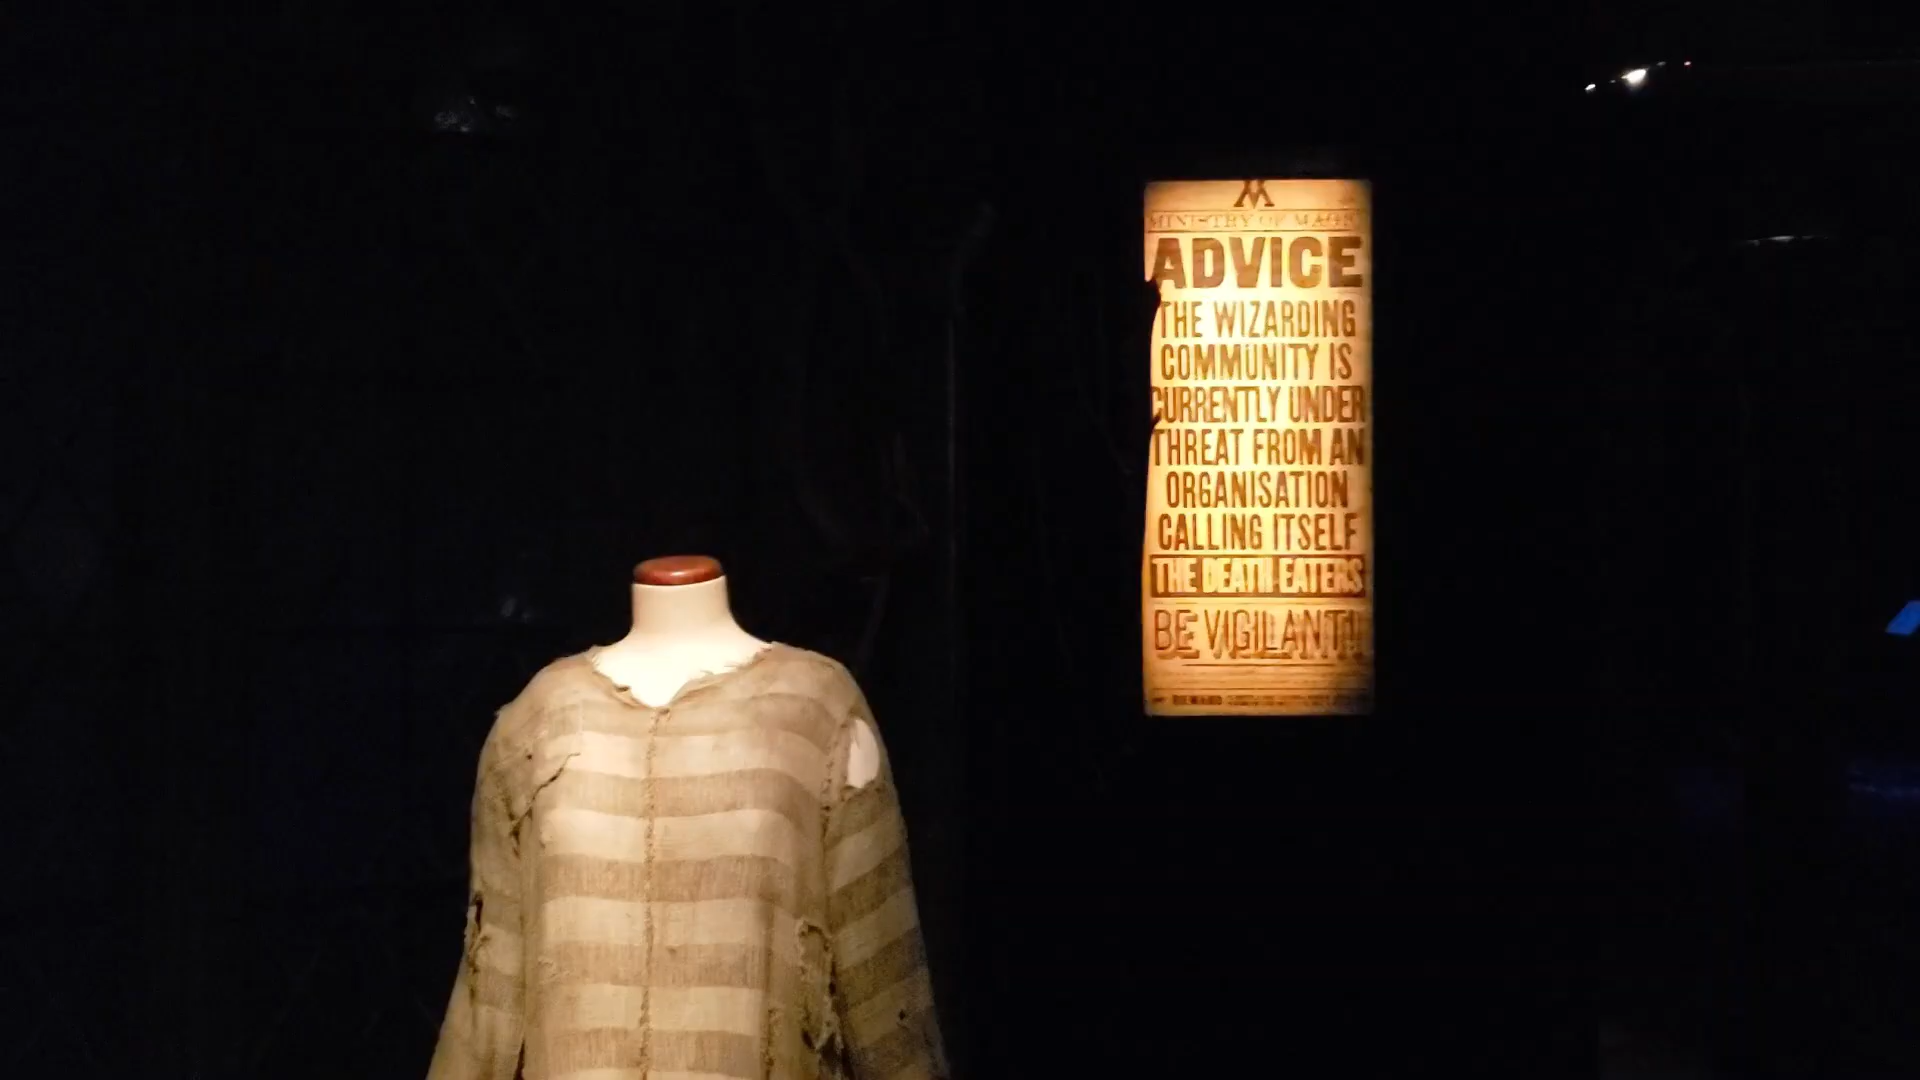 MINISTRY OF MAGIC
ADVICE
THE WIZARDING
COMMUNITY IS
CURRENTLY UNDER
THREAT FROM AN
ORGANISATION
CALLING ITSELF
THE DEATH EATERS
BE VIGILANT!!
REWARD